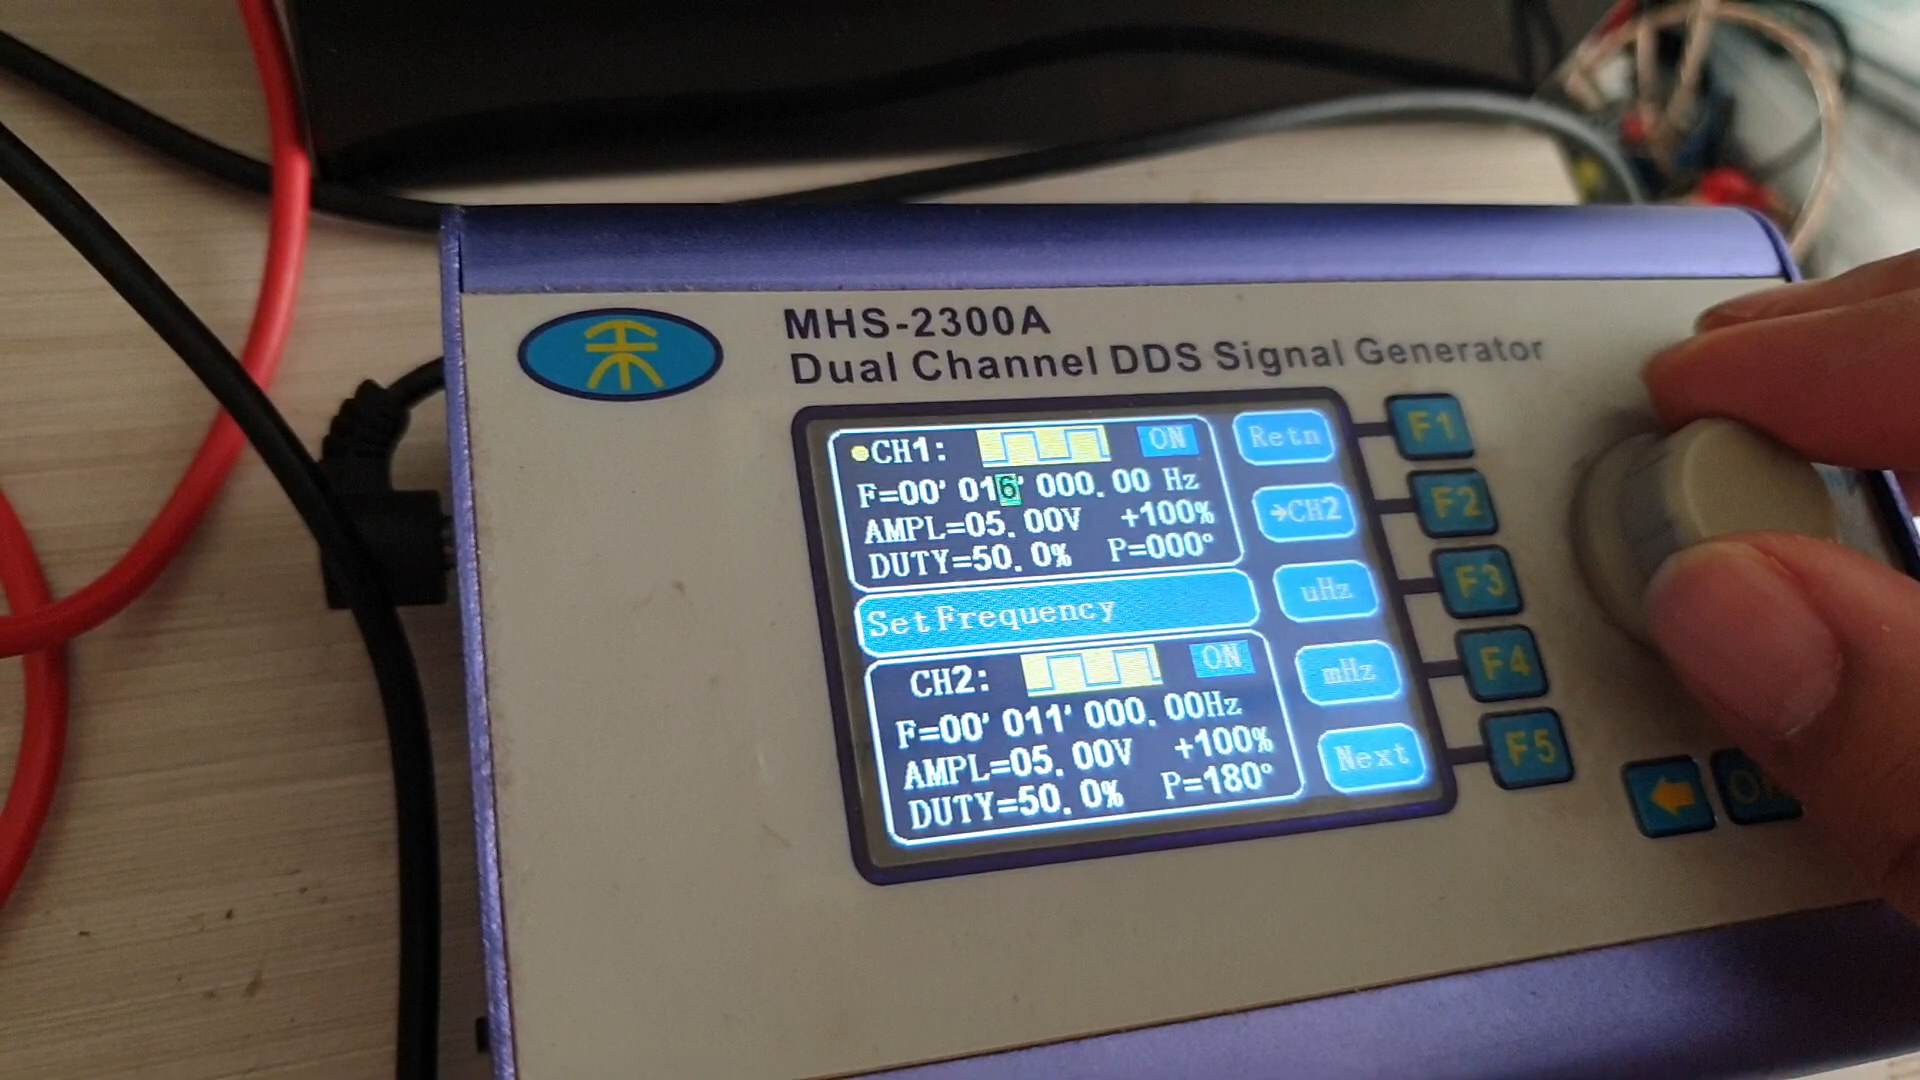 MHS-2300A
Dual Channel DDS Signal Generator
CH1: ON
F=00' 016' 000. 00 Hz
AMPL=05. 00V +100%
DUTY=50. 0% P=000°
SetFrequency
CH2: ON
F=00' 011' 000. 00Hz
AMPL=05. 00V +100%
DUTY=50. 0% P=180°
Retn F1
→CH2 F2
uHz F3
mHz F4
Next F5